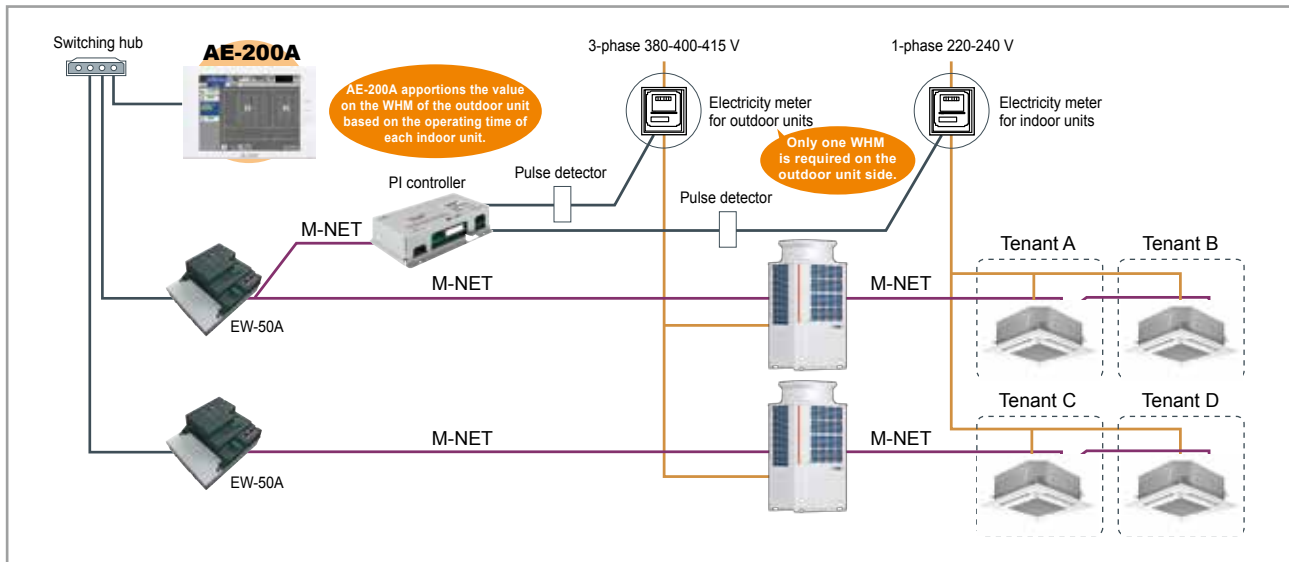 Switching hub
AE-200A
AE-200A apportions the value
on the WHM of the outdoor unit
based on the operating time of
each indoor unit.
3-phase 380-400-415 V
1-phase 220-240 V
Electricity meter
for outdoor units
Only one WHM
is required on the
outdoor unit side.
Electricity meter
for indoor units
PI controller
Pulse detector
Pulse detector
M-NET
EW-50A
M-NET
M-NET
Tenant A
Tenant B
EW-50A
M-NET
M-NET
Tenant C
Tenant D